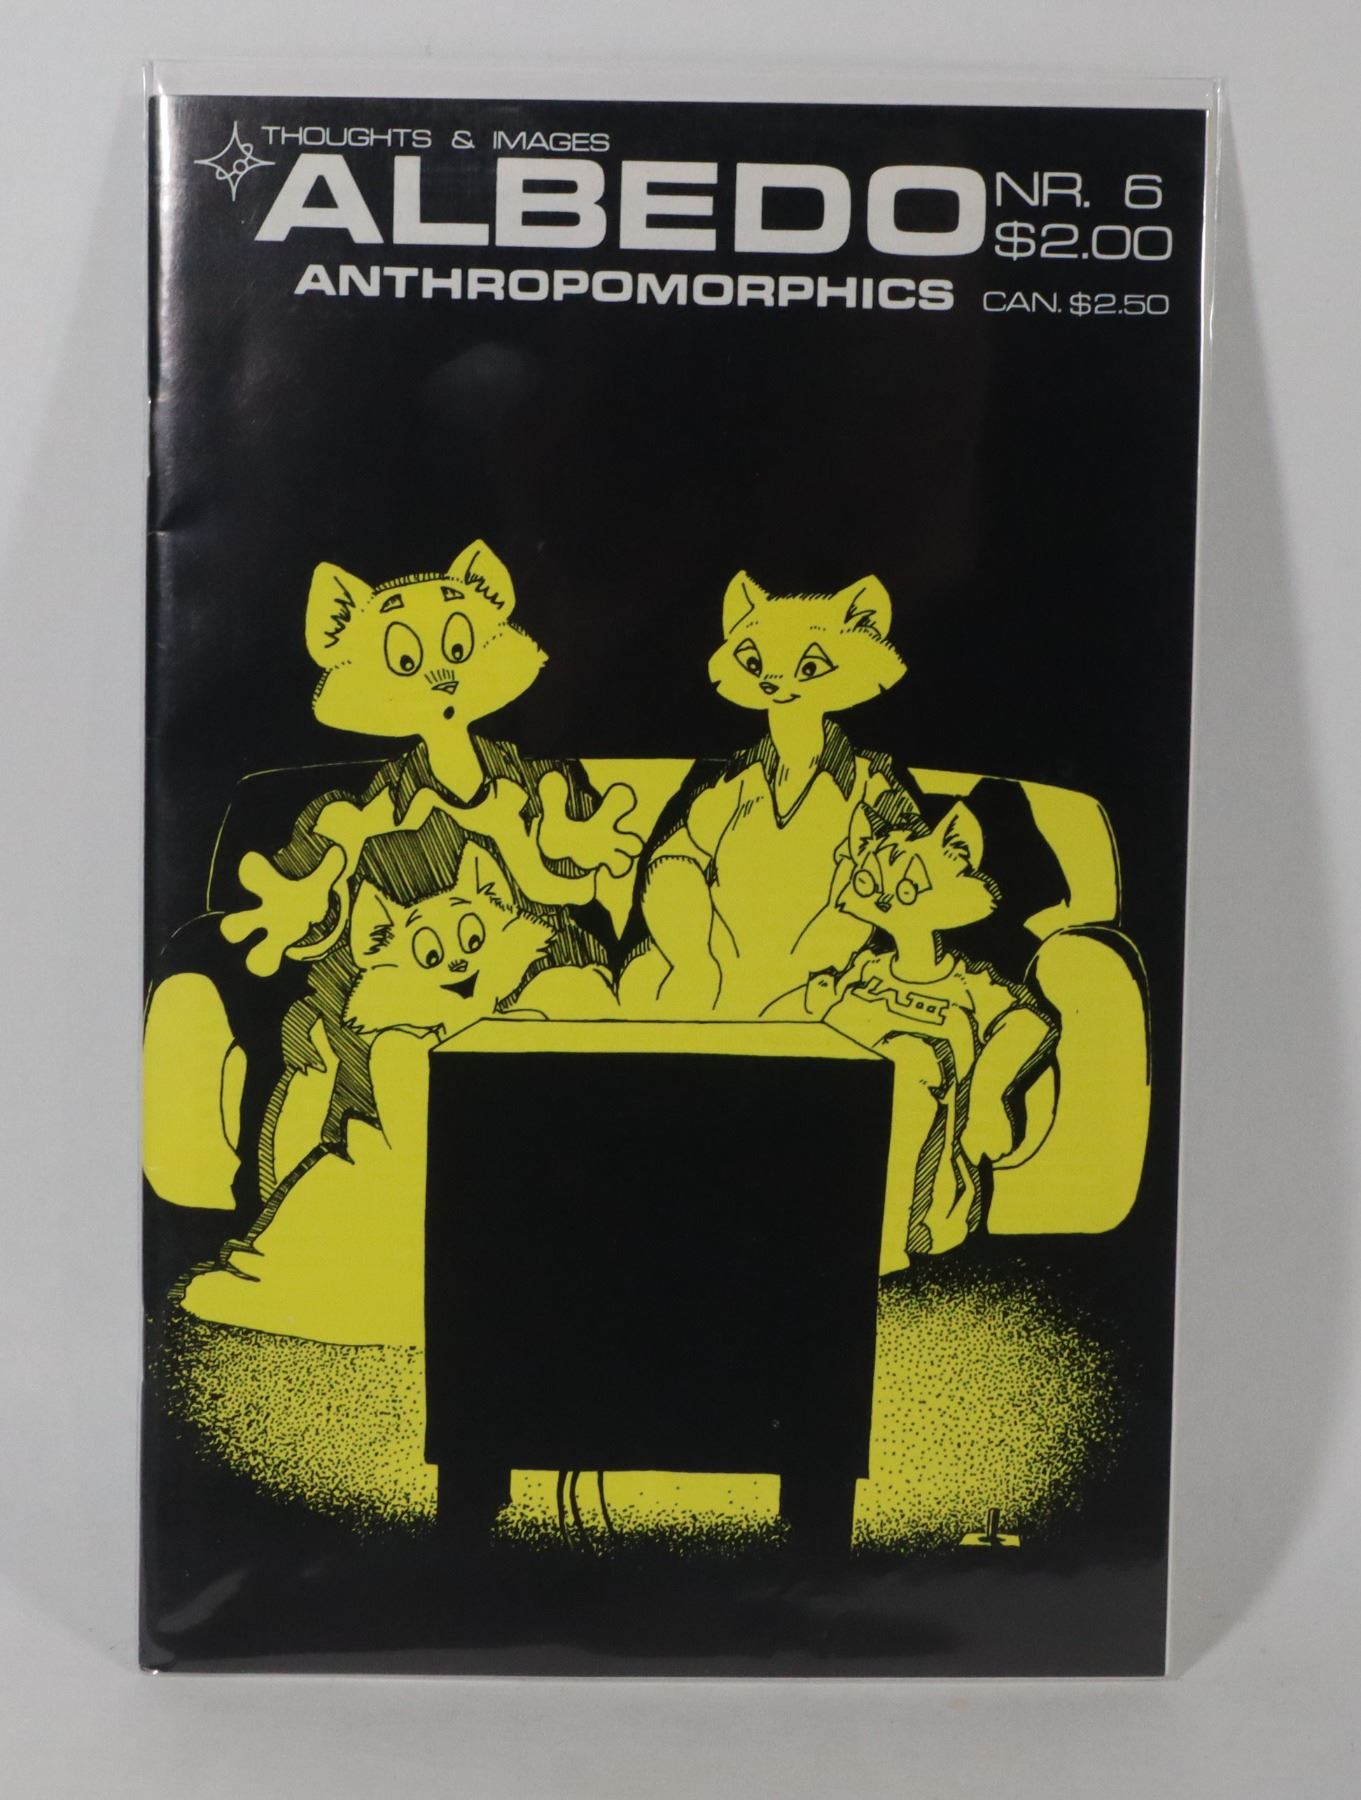 THOUGHTS & IMAGES
ALBEDO
ANTHROPOMORPHICS
NR. 6
$2.00
CAN. $2.50